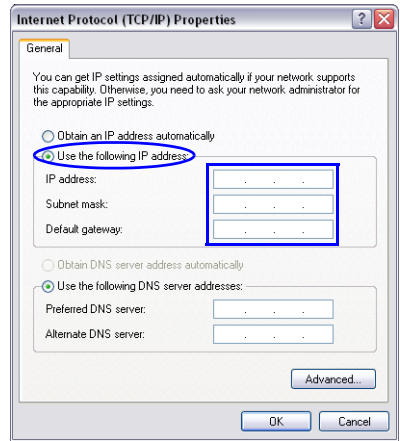 Internet Protocol (TCP/IP) Properties
General
You can get IP settings assigned automatically if your network supports
this capability. Otherwise, you need to ask your network administrator for
the appropriate IP settings.
Obtain an IP address automatically
Use the following IP address:
IP address:
Subnet mask:
Default gateway:
Obtain DNS server address automatically
Use the following DNS server addresses:
Preferred DNS server:
Alternate DNS server:
Advanced...
OK Cancel